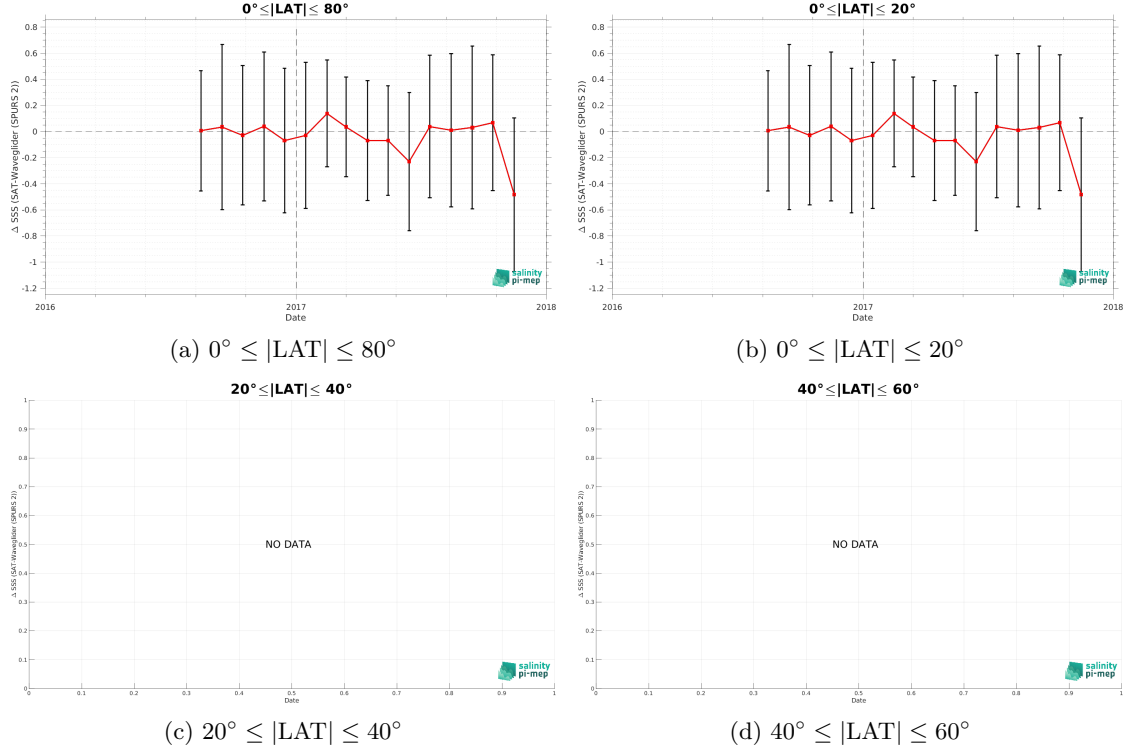 0°≤|LAT|≤ 80°
Δ SSS (SAT-Waveglider (SPURS 2))
0.8
0.6
0.4
0.2
0
-0.2
-0.4
-0.6
-0.8
-1
-1.2
2016
2017
2018
Date
salinity
pi-mep
(a) 0° ≤ |LAT| ≤ 80°
0°≤|LAT|≤ 20°
Δ SSS (SAT-Waveglider (SPURS 2))
0.8
0.6
0.4
0.2
0
-0.2
-0.4
-0.6
-0.8
-1
-1.2
2016
2017
2018
Date
salinity
pi-mep
(b) 0° ≤ |LAT| ≤ 20°
20°≤|LAT|≤ 40°
Δ SSS (SAT-Waveglider (SPURS 2))
1
0.9
0.8
0.7
0.6
0.5
0.4
0.3
0.2
0.1
0
NO DATA
0 0.1 0.2 0.3 0.4 0.5 0.6 0.7 0.8 0.9 1
Date
salinity
pi-mep
(c) 20° ≤ |LAT| ≤ 40°
40°≤|LAT|≤ 60°
Δ SSS (SAT-Waveglider (SPURS 2))
1
0.9
0.8
0.7
0.6
0.5
0.4
0.3
0.2
0.1
0
NO DATA
0 0.1 0.2 0.3 0.4 0.5 0.6 0.7 0.8 0.9 1
Date
salinity
pi-mep
(d) 40° ≤ |LAT| ≤ 60°